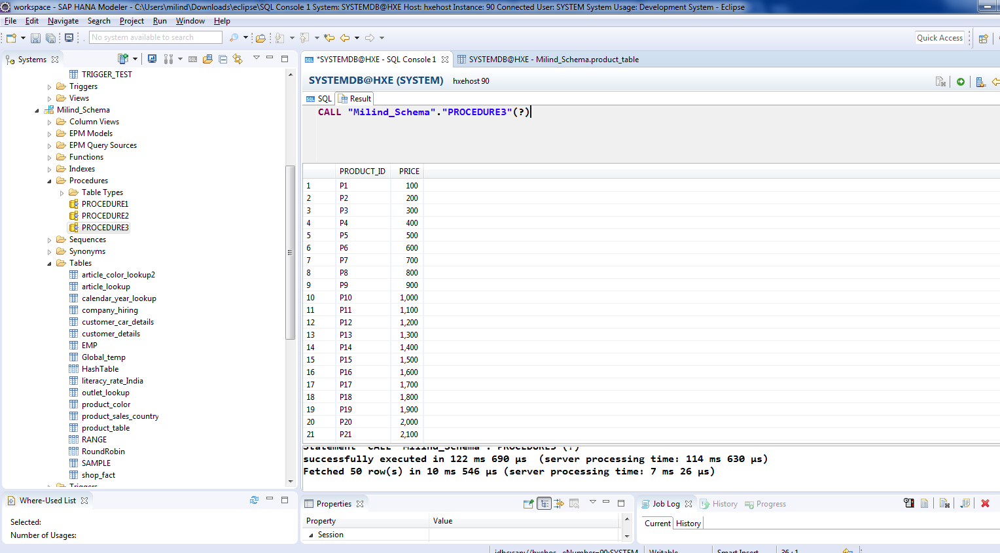 workspace - SAP HANA Modeler - C:\Users\milind\Downloads\eclipse\SQL Console 1 System: SYSTEMDB@HXE Host: hxehost Instance: 90 Connected User: SYSTEM System Usage: Development System - Eclipse
File Edit Navigate Search Project Run Window Help
No system available to search
Quick Access
Systems
TRIGGER_TEST
Triggers
Views
Milind_Schema
Column Views
EPM Models
EPM Query Sources
Functions
Indexes
Procedures
Table Types
PROCEDURE1
PROCEDURE2
PROCEDURE3
Sequences
Synonyms
Tables
article_color_lookup2
article_lookup
calendar_year_lookup
company_hiring
customer_car_details
customer_details
EMP
Global_temp
HashTable
literacy_rate_India
outlet_lookup
product_color
product_sales_country
product_table
RANGE
RoundRobin
SAMPLE
shop_fact
Triggers
*SYSTEMDB@HXE - SQL Console 1
SYSTEMDB@HXE - Milind_Schema.product_table
SYSTEMDB@HXE (SYSTEM) hxehost 90
SQL SQL Result
CALL "Milind_Schema"."PROCEDURE3"(?)
PRODUCT_ID PRICE
1 P1 100
2 P2 200
3 P3 300
4 P4 400
5 P5 500
6 P6 600
7 P7 700
8 P8 800
9 P9 900
10 P10 1,000
11 P11 1,100
12 P12 1,200
13 P13 1,300
14 P14 1,400
15 P15 1,500
16 P16 1,600
17 P17 1,700
18 P18 1,800
19 P19 1,900
20 P20 2,000
21 P21 2,100
Statement 'CALL "Milind_Schema"."PROCEDURE3"(?)'
successfully executed in 122 ms 690 µs (server processing time: 114 ms 630 µs)
Fetched 50 row(s) in 10 ms 546 µs (server processing time: 7 ms 26 µs)
Where-Used List
Selected:
Number of Usages:
Properties
Property Value
Session
Job Log History Progress
Current History
Writable Smart Insert 36 : 1